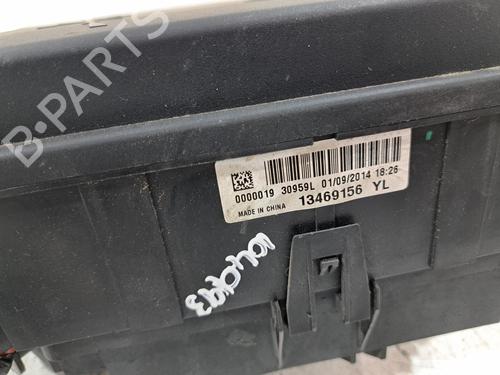 B-PARTS
0000019 30959L 01/09/2014 18:26
MADE IN CHINA 13469156 YL